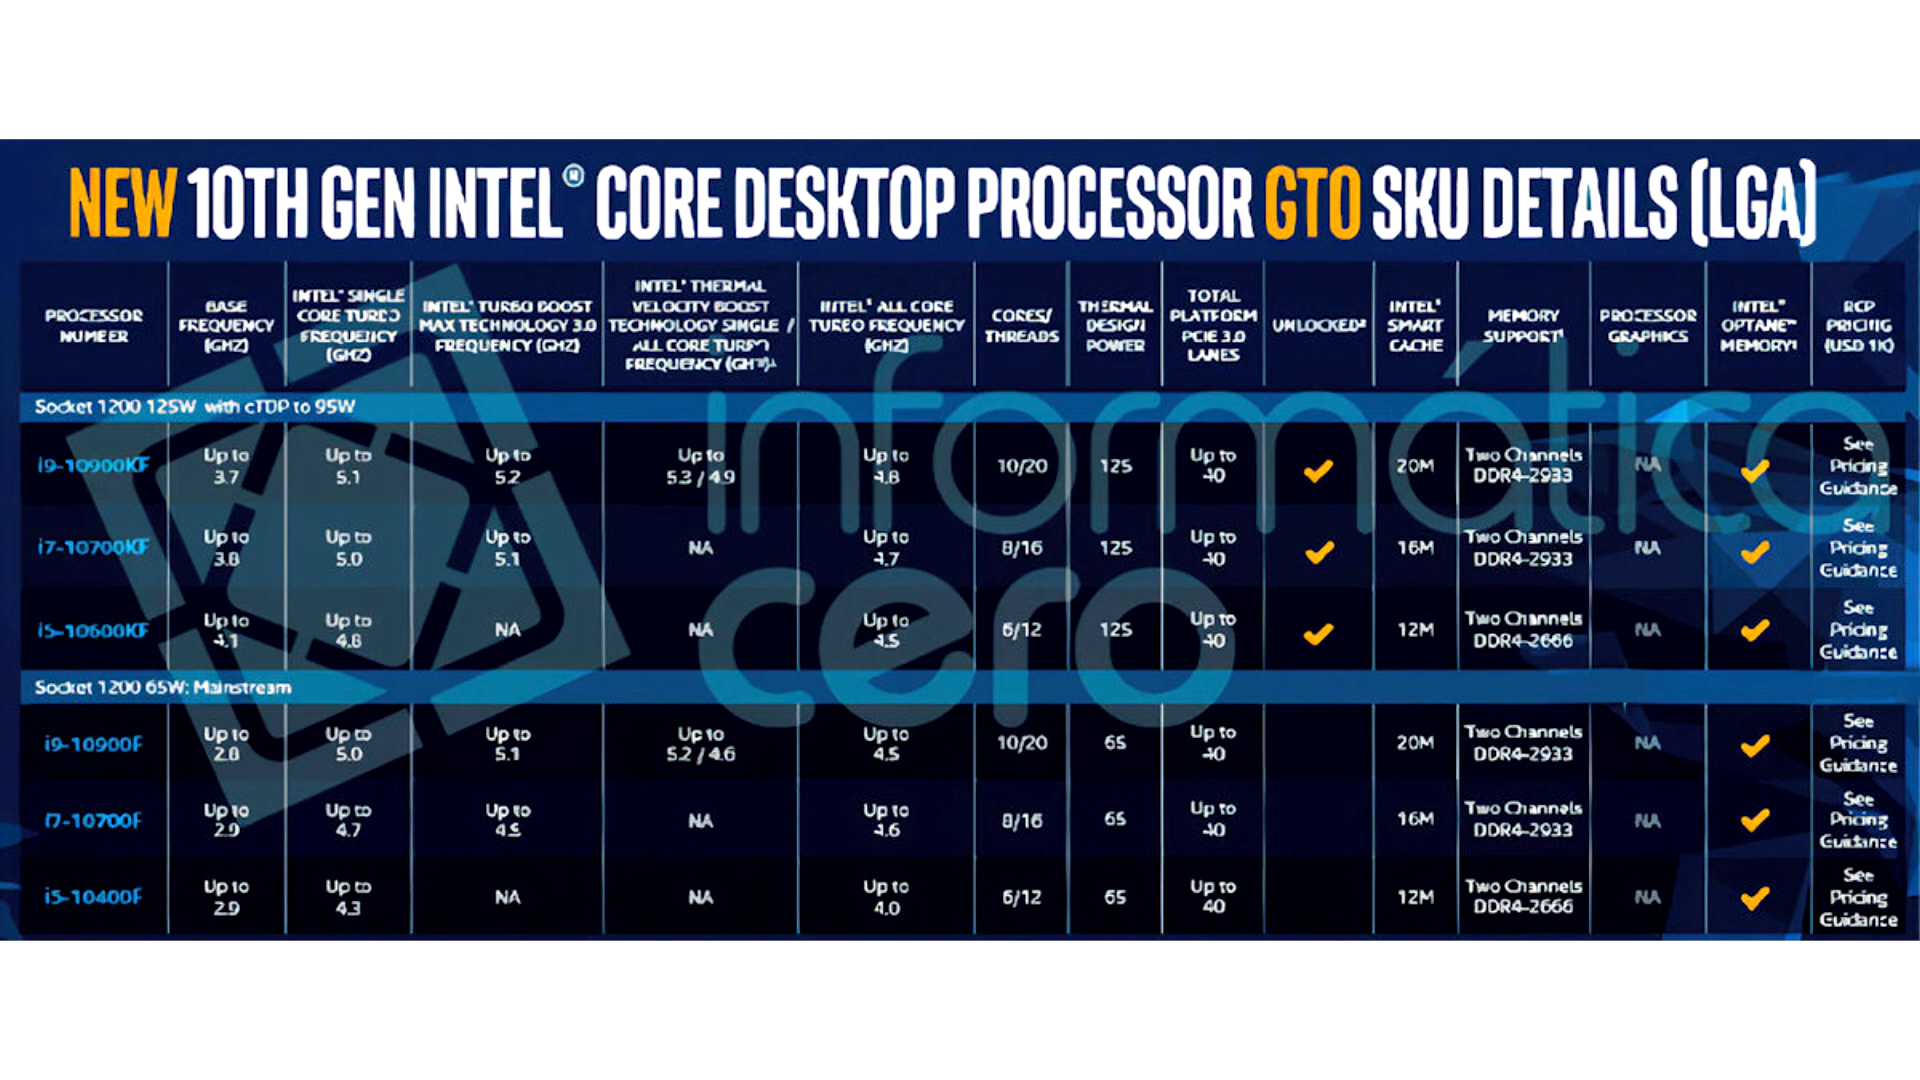 NEW 10TH GEN INTEL® CORE DESKTOP PROCESSOR GTO SKU DETAILS (LGA)
PROCESSOR NUMBER
BASE FREQUENCY (GHZ)
INTEL® SINGLE CORE TURBO FREQUENCY (GHZ)
INTEL® TURBO BOOST MAX TECHNOLOGY 3.0 FREQUENCY (GHZ)
INTEL® THERMAL VELOCITY BOOST TECHNOLOGY SINGLE / ALL CORE TURBO FREQUENCY (GHZ)
INTEL® ALL CORE TURBO FREQUENCY (GHZ)
CORES/ THREADS
THERMAL DESIGN POWER
TOTAL PLATFORM PCIE 3.0 LANES
UNLOCKED²
INTEL® SMART CACHE
MEMORY SUPPORT¹
PROCESSOR GRAPHICS
INTEL® OPTANE™ MEMORY¹
RCP PRICING (USD 1K)
Socket 1200 125W with cTDP to 95W
i9-10900KF Up to 3.7 Up to 5.1 Up to 5.2 Up to 5.3 / 4.9 Up to 4.8 10/20 125 Up to 40 ✓ 20M Two Channels DDR4-2933 NA ✓ See Pricing Guidance
i7-10700KF Up to 3.8 Up to 5.0 Up to 5.1 NA Up to 4.7 8/16 125 Up to 40 ✓ 16M Two Channels DDR4-2933 NA ✓ See Pricing Guidance
i5-10600KF Up to 4.1 Up to 4.8 NA NA Up to 4.5 6/12 125 Up to 40 ✓ 12M Two Channels DDR4-2666 NA ✓ See Pricing Guidance
Socket 1200 65W: Mainstream
i9-10900F Up to 2.8 Up to 5.0 Up to 5.1 Up to 5.2 / 4.6 Up to 4.5 10/20 65 Up to 40 20M Two Channels DDR4-2933 NA ✓ See Pricing Guidance
i7-10700F Up to 2.9 Up to 4.7 Up to Up to 4.6 8/16 65 Up to 40 16M Two Channels DDR4-2933 NA ✓ See Pricing Guidance
i5-10400F Up to 2.9 Up to 4.3 NA NA Up to 4.0 6/12 65 Up to 40 12M Two Channels DDR4-2666 NA ✓ See Pricing Guidance
informática
cero